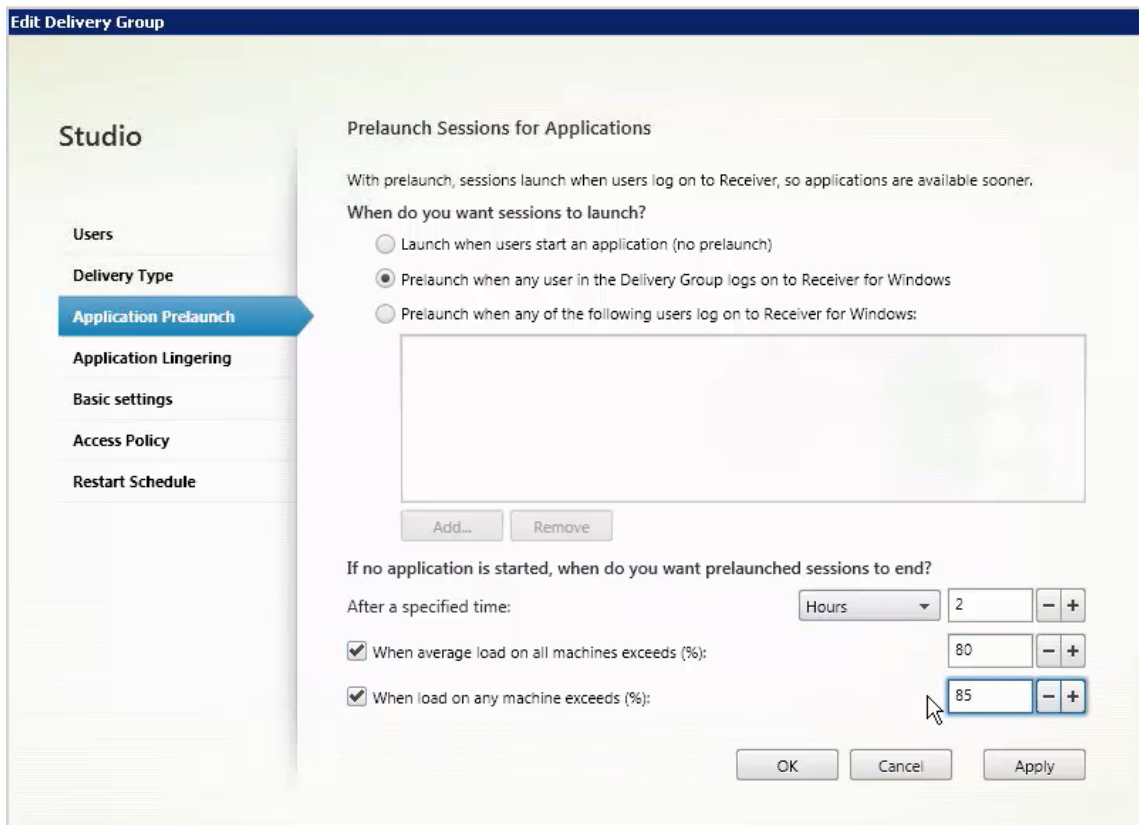 Edit Delivery Group
Studio
Users
Delivery Type
Application Prelaunch
Application Lingering
Basic settings
Access Policy
Restart Schedule
Prelaunch Sessions for Applications
With prelaunch, sessions launch when users log on to Receiver, so applications are available sooner.
When do you want sessions to launch?
Launch when users start an application (no prelaunch)
Prelaunch when any user in the Delivery Group logs on to Receiver for Windows
Prelaunch when any of the following users log on to Receiver for Windows:
Add... Remove
If no application is started, when do you want prelaunched sessions to end?
After a specified time: Hours 2 − +
When average load on all machines exceeds (%): 80 − +
When load on any machine exceeds (%): 85 − +
OK Cancel Apply